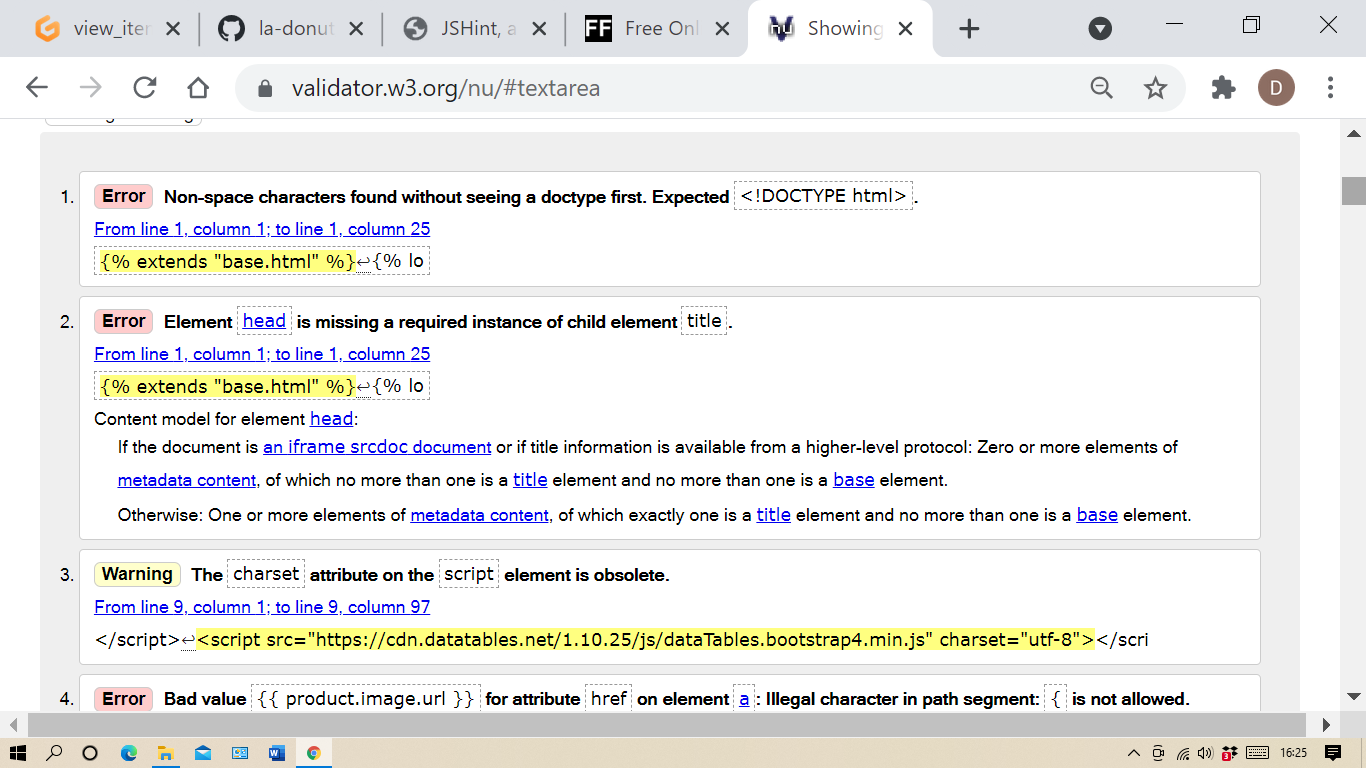 view_iter
la-donut
JSHint, a
FF Free Onl
nu Showing
validator.w3.org/nu/#textarea
D
1. Error Non-space characters found without seeing a doctype first. Expected <!DOCTYPE html>.
From line 1, column 1; to line 1, column 25
{% extends "base.html" %}↩{% lo
2. Error Element head is missing a required instance of child element title.
From line 1, column 1; to line 1, column 25
{% extends "base.html" %}↩{% lo
Content model for element head:
If the document is an iframe srcdoc document or if title information is available from a higher-level protocol: Zero or more elements of
metadata content, of which no more than one is a title element and no more than one is a base element.
Otherwise: One or more elements of metadata content, of which exactly one is a title element and no more than one is a base element.
3. Warning The charset attribute on the script element is obsolete.
From line 9, column 1; to line 9, column 97
</script>↩<script src="https://cdn.datatables.net/1.10.25/js/dataTables.bootstrap4.min.js" charset="utf-8"></scri
4. Error Bad value {{ product.image.url }} for attribute href on element a: Illegal character in path segment: { is not allowed.
3
16:25